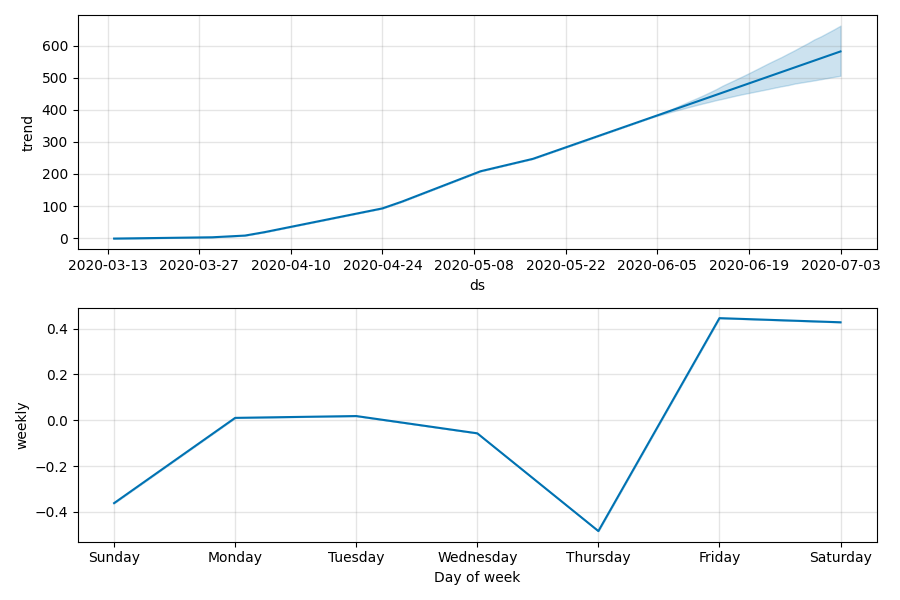 600
500
400
300
200
100
0
trend
2020-03-13 2020-03-27 2020-04-10 2020-04-24 2020-05-08 2020-05-22 2020-06-05 2020-06-19 2020-07-03
ds
0.4
0.2
0.0
−0.2
−0.4
weekly
Sunday Monday Tuesday Wednesday Thursday Friday Saturday
Day of week